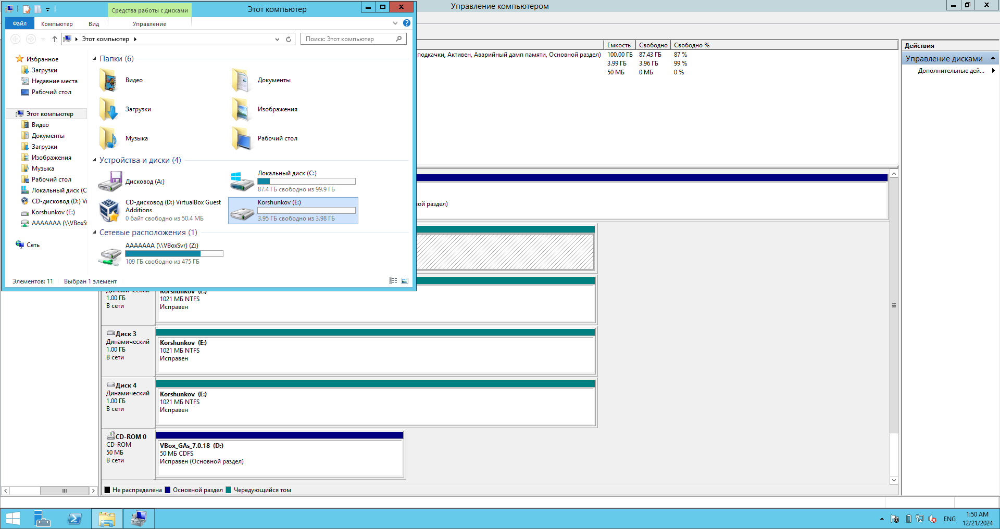 Средства работы с дисками
Этот компьютер
Управление компьютером
Файл
Компьютер
Вид
Управление
Этот компьютер
Поиск: Этот компьютер
Избранное
Загрузки
Недавние места
Рабочий стол
Этот компьютер
Видео
Документы
Загрузки
Изображения
Музыка
Рабочий стол
Локальный диск (C
CD-дисковод (D:) Vi
Korshunkov (E:)
AAAAAAA (\\VBoxS
Сеть
Папки (6)
Видео
Документы
Загрузки
Изображения
Музыка
Рабочий стол
Устройства и диски (4)
Дисковод (A:)
Локальный диск (C:)
87.4 ГБ свободно из 99.9 ГБ
CD-дисковод (D:) VirtualBox Guest
Additions
0 байт свободно из 50.4 МБ
Korshunkov (E:)
3.95 ГБ свободно из 3.98 ГБ
Сетевые расположения (1)
AAAAAAA (\\VBoxSvr) (Z:)
109 ГБ свободно из 475 ГБ
Элементов: 11
Выбран 1 элемент
Емкость Свободно Свободно %
подкачки, Активен, Аварийный дамп памяти, Основной раздел) 100.00 ГБ 87.43 ГБ 87 %
3.99 ГБ 3.96 ГБ 99 %
50 МБ 0 МБ 0 %
ой раздел)
Динамический
1.00 ГБ
В сети
Korshunkov (E:)
1021 МБ NTFS
Исправен
Диск 3
Динамический
1.00 ГБ
В сети
Korshunkov (E:)
1021 МБ NTFS
Исправен
Диск 4
Динамический
1.00 ГБ
В сети
Korshunkov (E:)
1021 МБ NTFS
Исправен
CD-ROM 0
CD-ROM
50 МБ
В сети
VBox_GAs_7.0.18 (D:)
50 МБ CDFS
Исправен (Основной раздел)
Не распределена Основной раздел Чередующийся том
Действия
Управление дисками
Дополнительные дей...
ENG
1:50 AM
12/21/2024